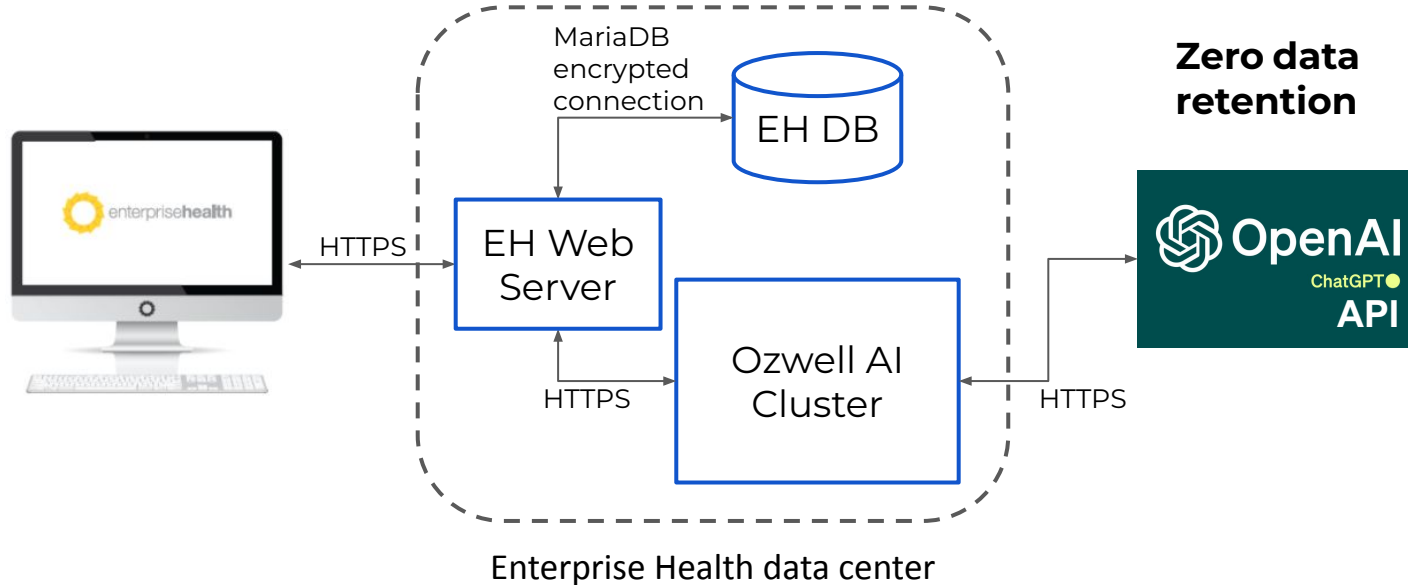 MariaDB
encrypted
connection
EH DB
Zero data
retention
enterprisehealth
HTTPS
EH Web
Server
OpenAI
ChatGPT
API
Ozwell AI
Cluster
HTTPS
HTTPS
Enterprise Health data center